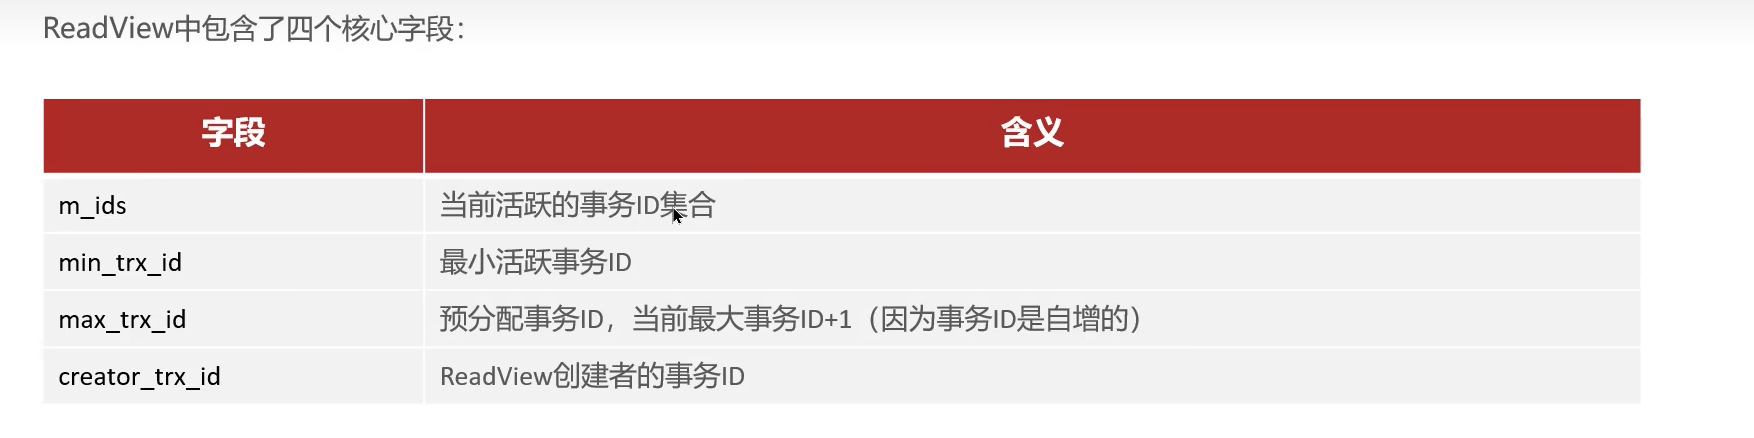 ReadView中包含了四个核心字段：
字段 含义
m_ids 当前活跃的事务ID集合
min_trx_id 最小活跃事务ID
max_trx_id 预分配事务ID，当前最大事务ID+1（因为事务ID是自增的）
creator_trx_id ReadView创建者的事务ID